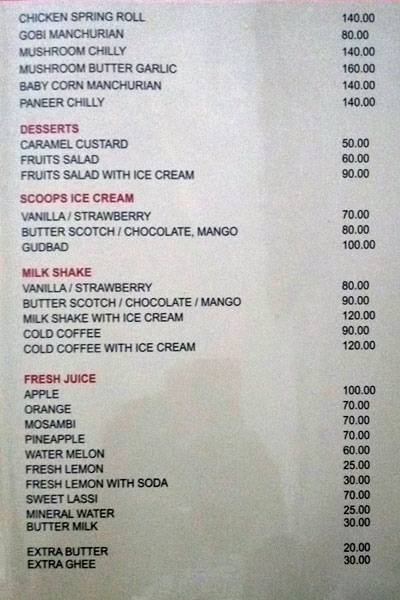 CHICKEN SPRING ROLL 140.00
GOBI MANCHURIAN 80.00
MUSHROOM CHILLY 140.00
MUSHROOM BUTTER GARLIC 160.00
BABY CORN MANCHURIAN 140.00
PANEER CHILLY 140.00
DESSERTS
CARAMEL CUSTARD 50.00
FRUITS SALAD 60.00
FRUITS SALAD WITH ICE CREAM 90.00
SCOOPS ICE CREAM
VANILLA / STRAWBERRY 70.00
BUTTER SCOTCH / CHOCOLATE, MANGO 80.00
GUDBAD 100.00
MILK SHAKE
VANILLA / STRAWBERRY 80.00
BUTTER SCOTCH / CHOCOLATE / MANGO 90.00
MILK SHAKE WITH ICE CREAM 120.00
COLD COFFEE 90.00
COLD COFFEE WITH ICE CREAM 120.00
FRESH JUICE
APPLE 100.00
ORANGE 70.00
MOSAMBI 70.00
PINEAPPLE 70.00
WATER MELON 60.00
FRESH LEMON 25.00
FRESH LEMON WITH SODA 30.00
SWEET LASSI 70.00
MINERAL WATER 25.00
BUTTER MILK 30.00
EXTRA BUTTER 20.00
EXTRA GHEE 30.00